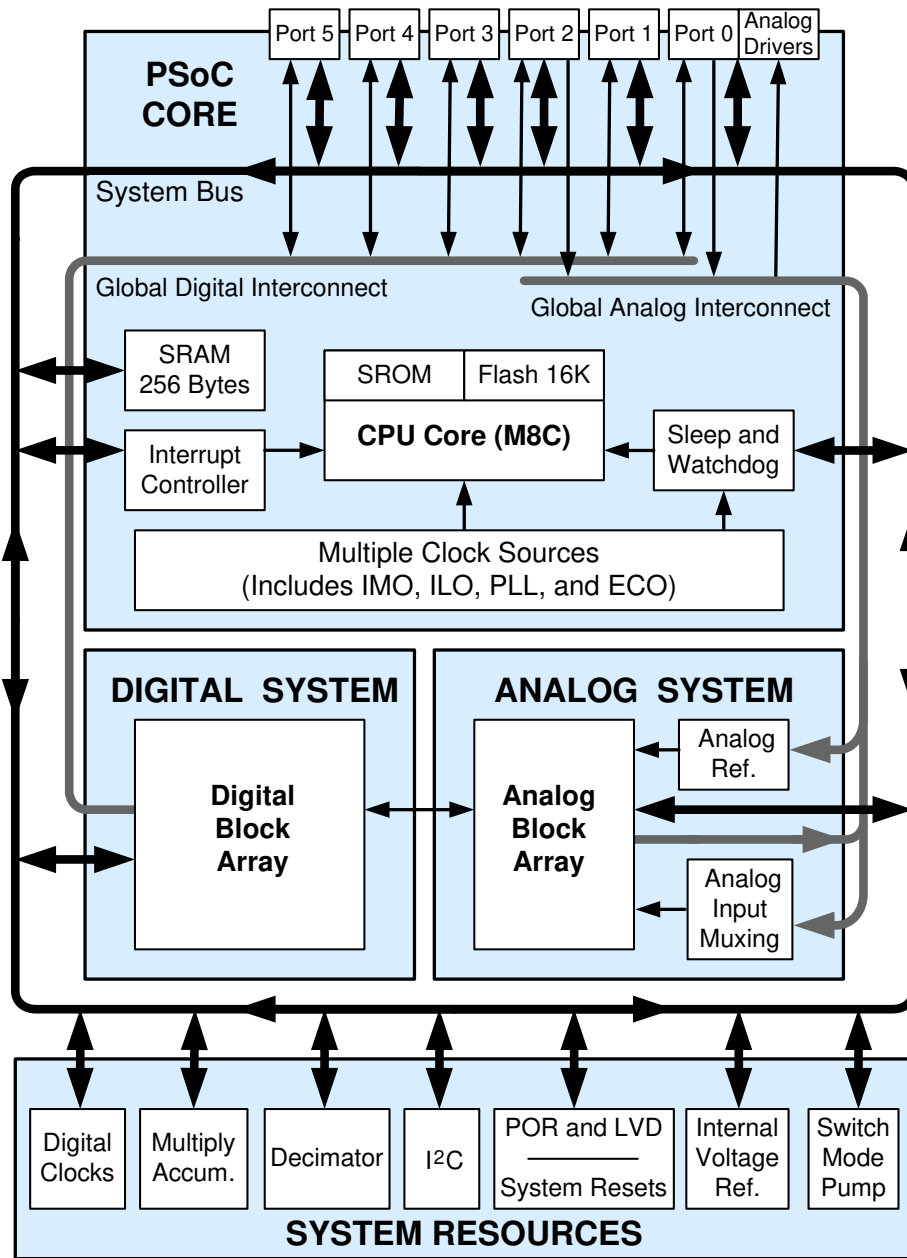 Port 5
Port 4
Port 3
Port 2
Port 1
Port 0
Analog
Drivers
PSoC
CORE
System Bus
Global Digital Interconnect
Global Analog Interconnect
SRAM
256 Bytes
SROM
Flash 16K
CPU Core (M8C)
Interrupt
Controller
Sleep and
Watchdog
Multiple Clock Sources
(Includes IMO, ILO, PLL, and ECO)
DIGITAL SYSTEM
Digital
Block
Array
ANALOG SYSTEM
Analog
Block
Array
Analog
Ref.
Analog
Input
Muxing
Digital
Clocks
Multiply
Accum.
Decimator
I²C
POR and LVD
System Resets
Internal
Voltage
Ref.
Switch
Mode
Pump
SYSTEM RESOURCES